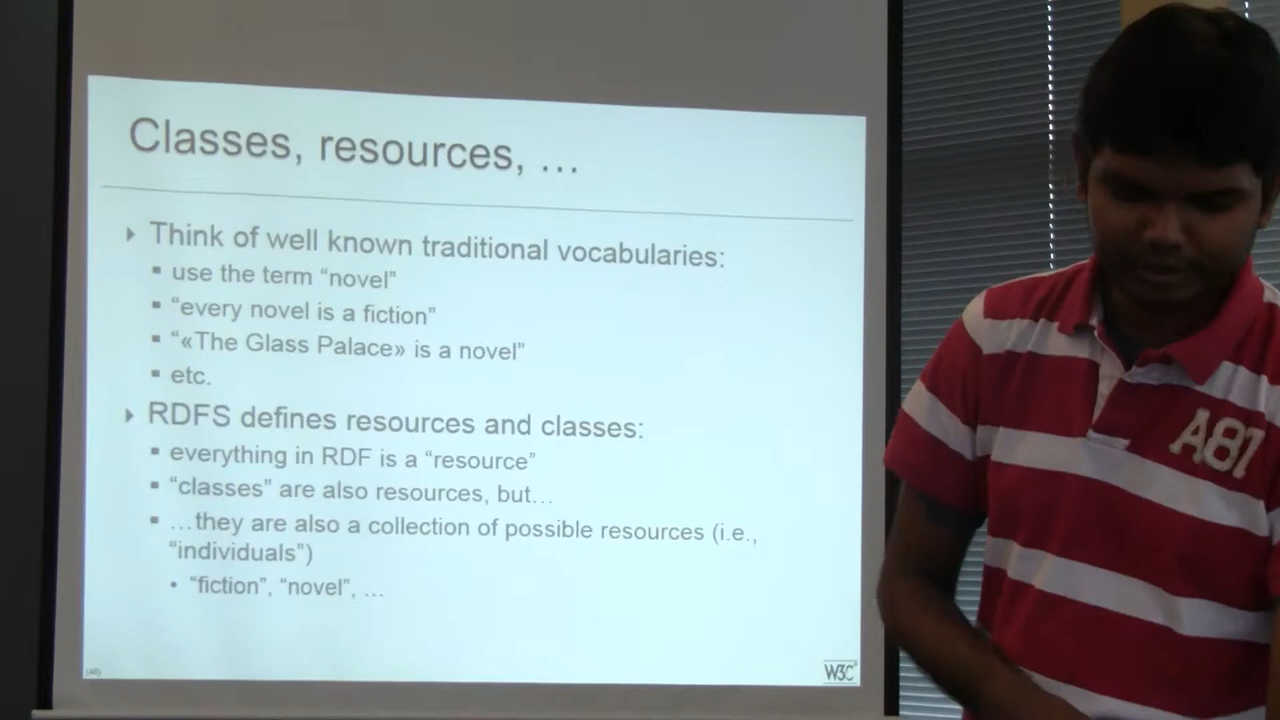 Classes, resources, …
Think of well known traditional vocabularies:
use the term “novel”
“every novel is a fiction”
“«The Glass Palace» is a novel”
etc.
RDFS defines resources and classes:
everything in RDF is a “resource”
“classes” are also resources, but…
…they are also a collection of possible resources (i.e.,
“individuals”)
“fiction”, “novel”, …
W3C
A87